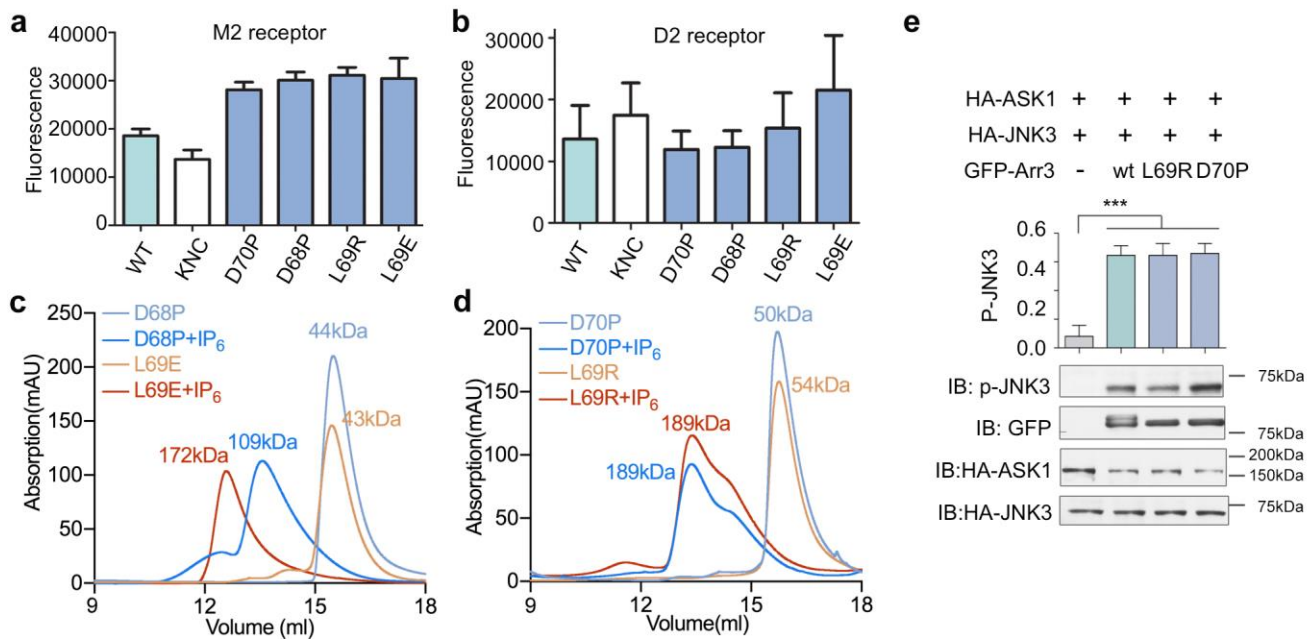 a
M2 receptor
40000
30000
20000
10000
0
Fluorescence
WT
KNC
D70P
D68P
L69R
L69E
b
D2 receptor
30000
20000
10000
0
Fluorescence
WT
KNC
D70P
D68P
L69R
L69E
c
250
200
150
100
50
0
Absorption(mAU)
D68P
D68P+IP6
L69E
L69E+IP6
44kDa
43kDa
172kDa
109kDa
9
12
15
18
Volume (ml)
d
200
150
100
50
0
Absorption(mAU)
D70P
D70P+IP6
L69R
L69R+IP6
50kDa
54kDa
189kDa
189kDa
9
12
15
18
Volume(ml)
e
HA-ASK1 + + + +
HA-JNK3 + + + +
GFP-Arr3 - wt L69R D70P
***
0.6
0.4
0.2
0.0
P-JNK3
IB: p-JNK3
75kDa
IB: GFP
75kDa
IB:HA-ASK1
200kDa
150kDa
IB:HA-JNK3
75kDa